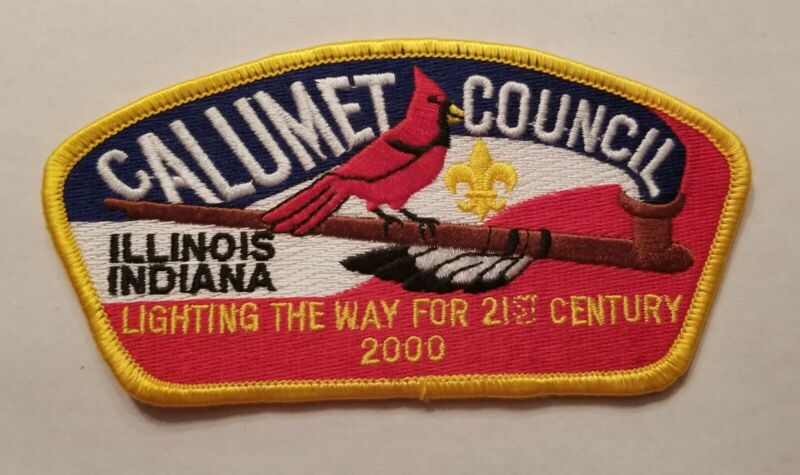 CALUMET COUNCIL
ILLINOIS
INDIANA
LIGHTING THE WAY FOR 21ST CENTURY
2000